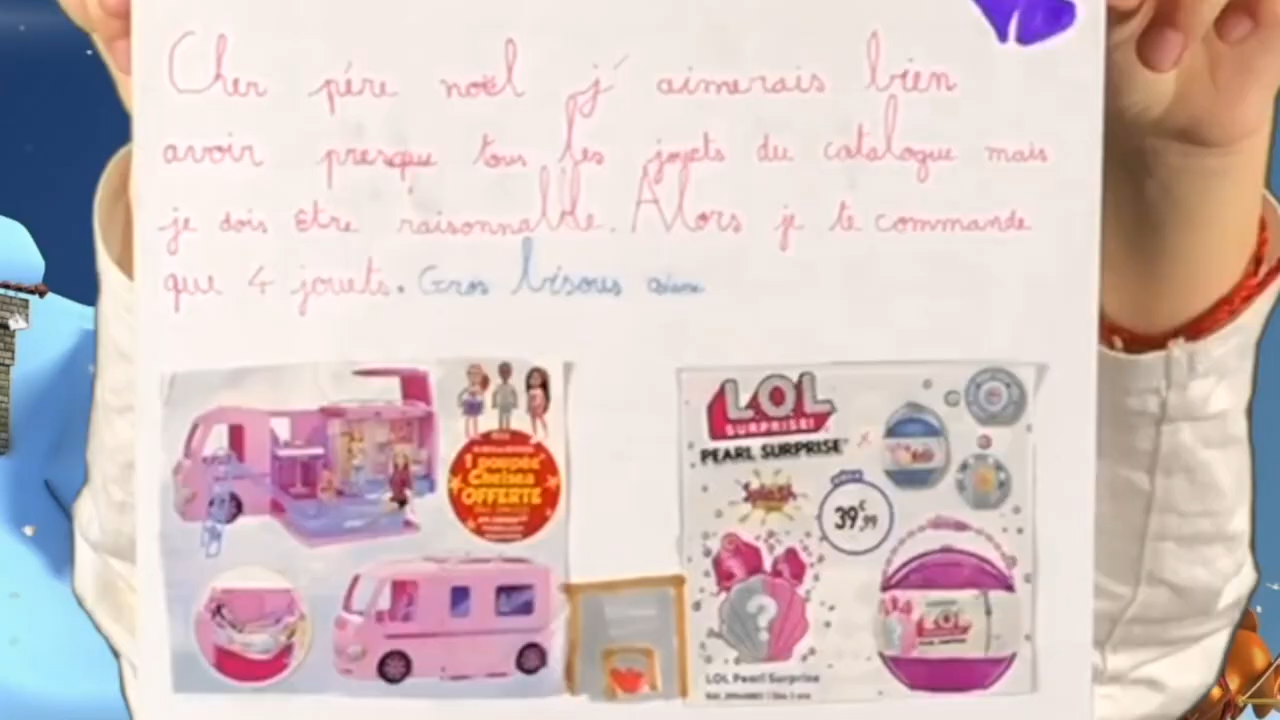 Cher père noël j'aimerais bien
avoir presque tous les jouets du catalogue mais
je dois être raisonnable. Alors je te commande
que 4 jouets. Gros bisous
1 poupée
Chelsea
OFFERTE
L.O.L
SURPRISE!
PEARL SURPRISE
Splash
39€,99
?
LOL Pearl Surprise